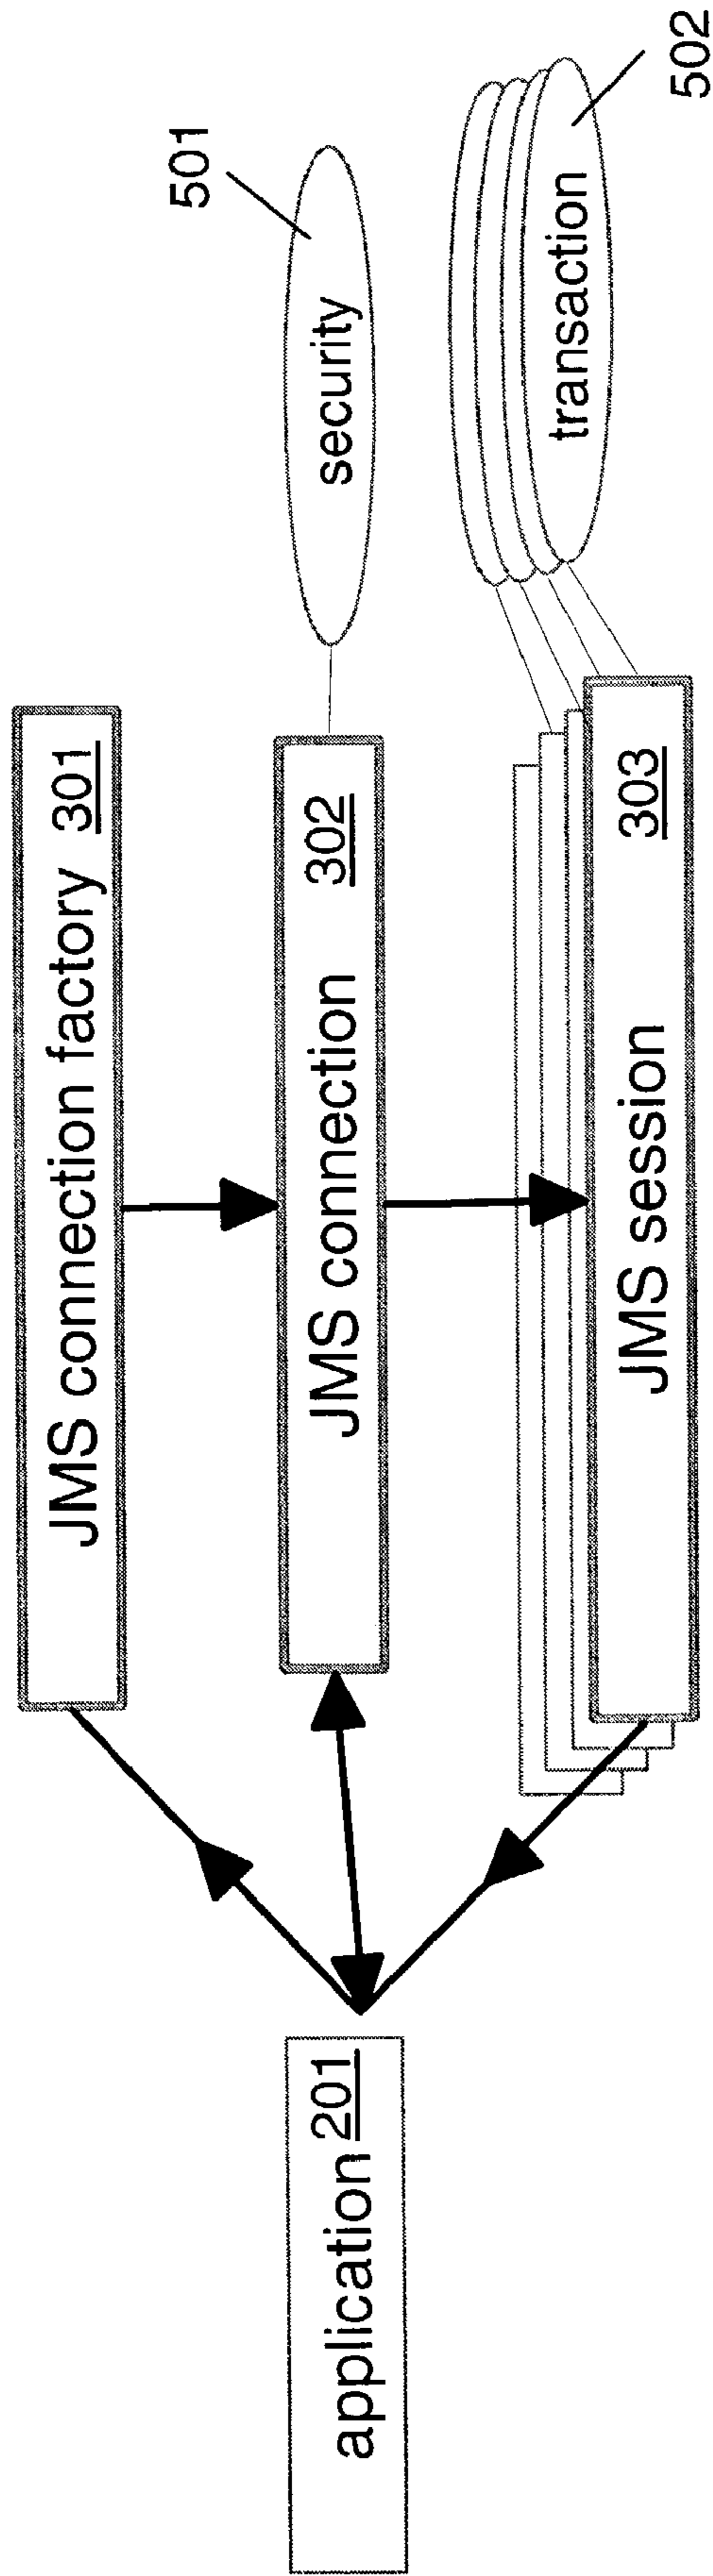 JMS connection factory 301
501
security
JMS connection 302
application 201
502
transaction
JMS session 303